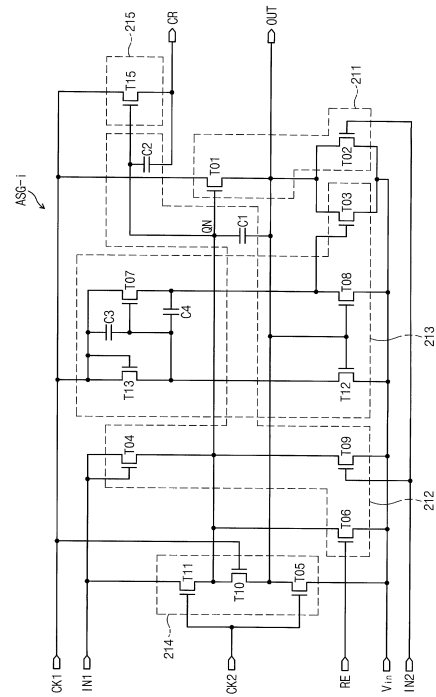 ASG-i
215
CR
OUT
T15
C2
211
T01
T02
T03
QN
C1
T07
C3
C4
T13
T08
T12
213
T04
T09
T06
212
T11
T10
T05
214
CK1
IN1
CK2
RE
Vin
IN2